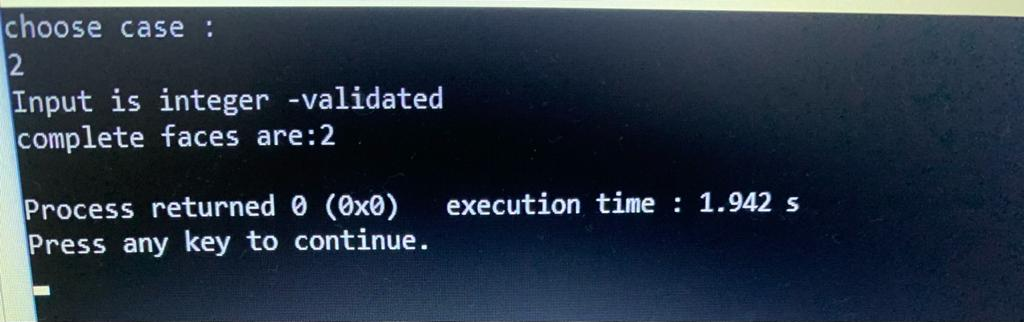 choose case :
2
Input is integer -validated
complete faces are:2
Process returned 0 (0x0)   execution time : 1.942 s
Press any key to continue.